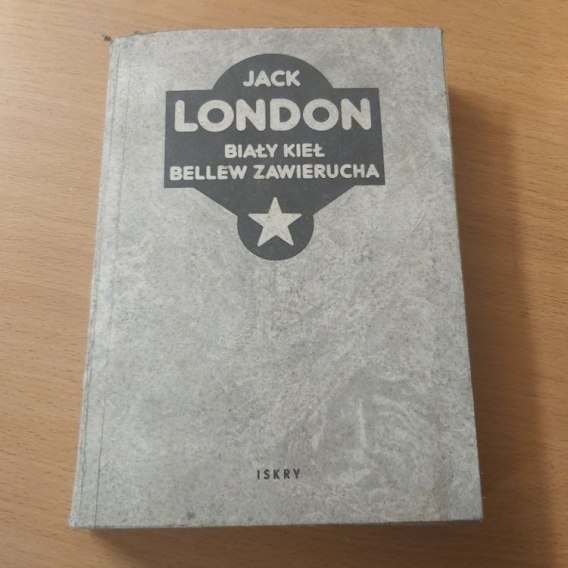 JACK
LONDON
BIAŁY KIEŁ
BELLEW ZAWIERUCHA
ISKRY